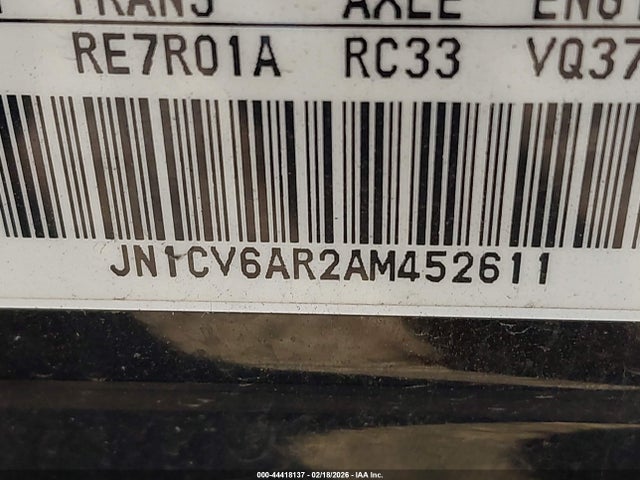 TRANS AXLE ENG
RE7R01A RC33 VQ37
JN1CV6AR2AM452611
000-44418137 - 02/18/2026 - IAA Inc.